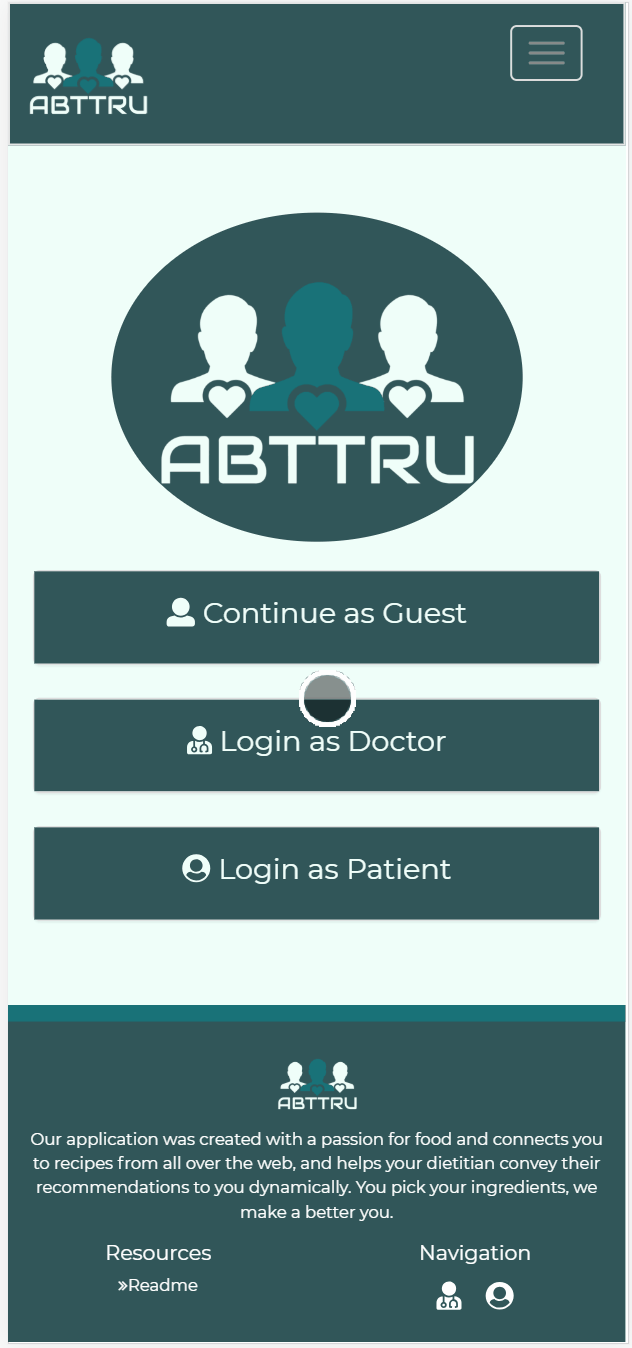 ABTTRU
ABTTRU
Continue as Guest
Login as Doctor
Login as Patient
ABTTRU
Our application was created with a passion for food and connects you
to recipes from all over the web, and helps your dietitian convey their
recommendations to you dynamically. You pick your ingredients, we
make a better you.
Resources
Navigation
»Readme